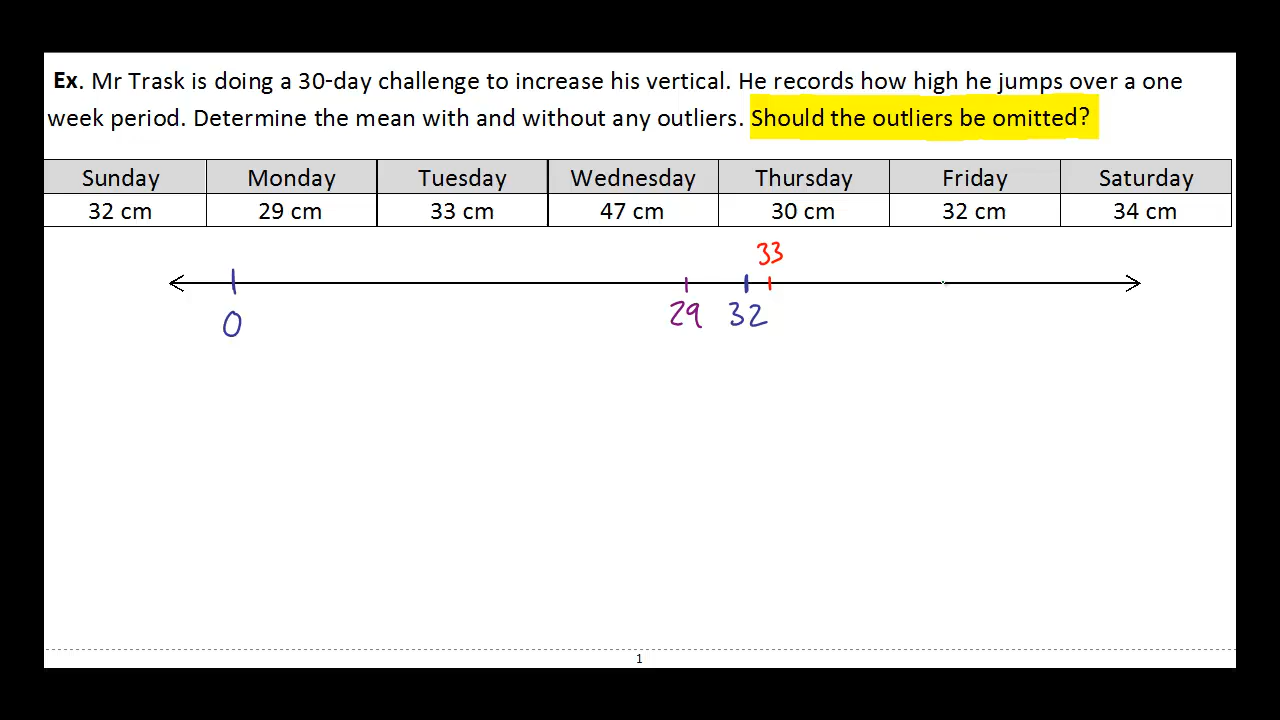 Ex. Mr Trask is doing a 30-day challenge to increase his vertical. He records how high he jumps over a one
week period. Determine the mean with and without any outliers. Should the outliers be omitted?
Sunday Monday Tuesday Wednesday Thursday Friday Saturday
32 cm 29 cm 33 cm 47 cm 30 cm 32 cm 34 cm
33
0 29 32
1